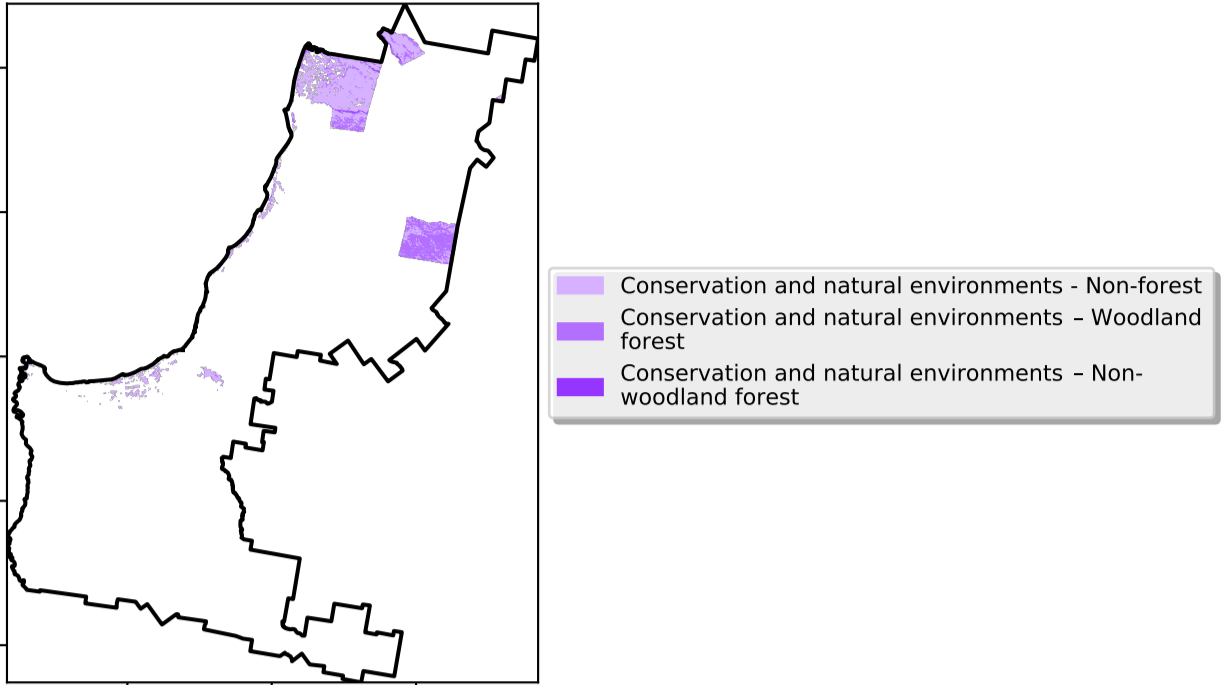 Conservation and natural environments - Non-forest
Conservation and natural environments – Woodland
forest
Conservation and natural environments – Non-
woodland forest